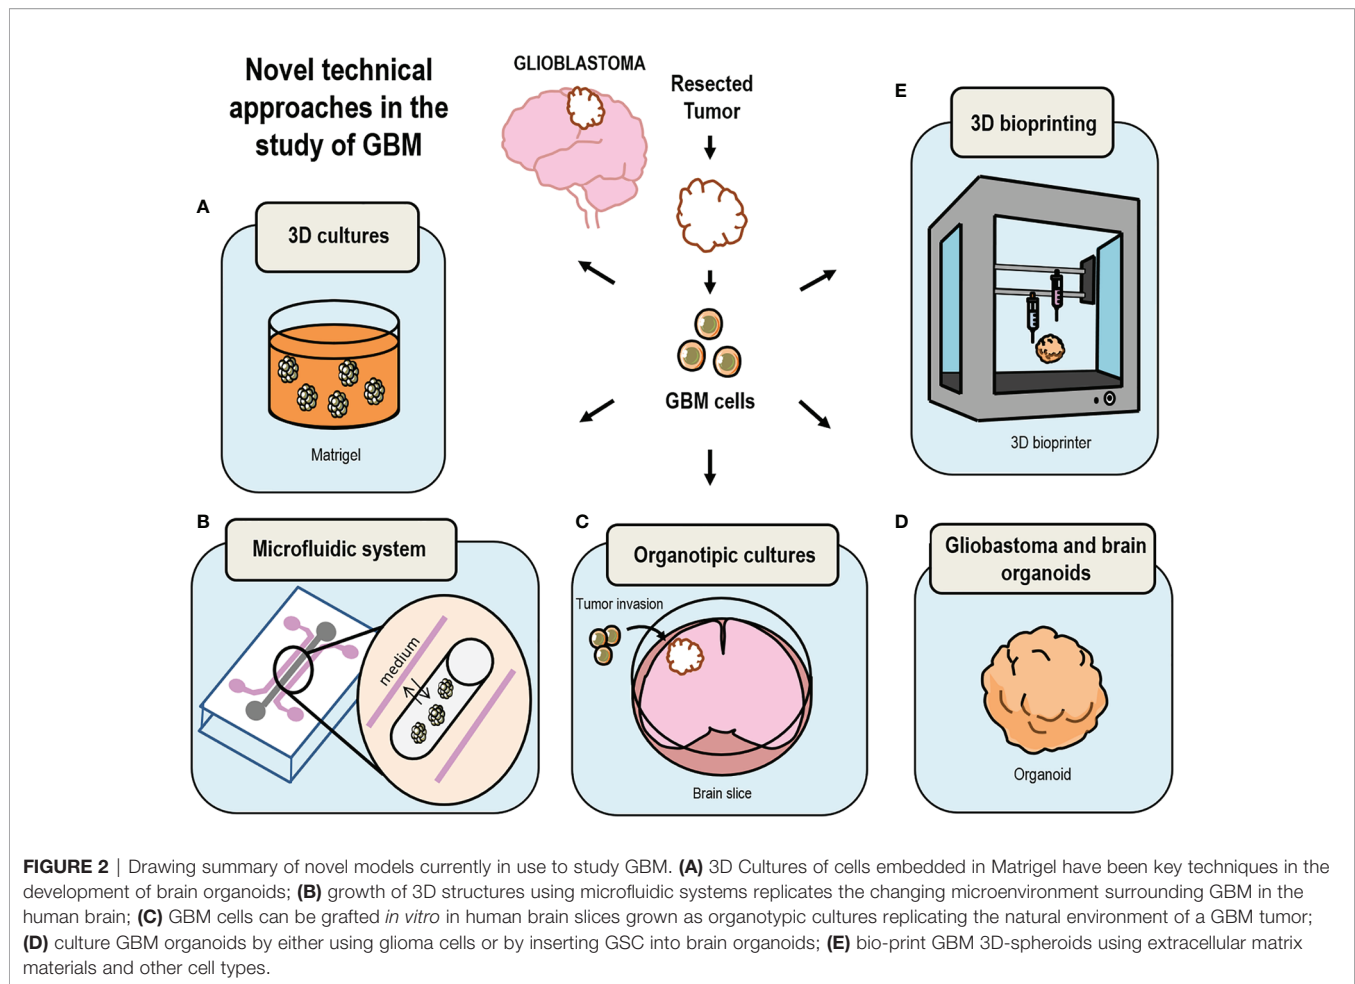 Novel technical
approaches in the
study of GBM
GLIOBLASTOMA
Resected
Tumor
GBM cells
A
3D cultures
Matrigel
E
3D bioprinting
3D bioprinter
B
Microfluidic system
medium
C
Organotipic cultures
Tumor invasion
Brain slice
D
Gliobastoma and brain
organoids
Organoid
FIGURE 2 | Drawing summary of novel models currently in use to study GBM. (A) 3D Cultures of cells embedded in Matrigel have been key techniques in the
development of brain organoids; (B) growth of 3D structures using microfluidic systems replicates the changing microenvironment surrounding GBM in the
human brain; (C) GBM cells can be grafted in vitro in human brain slices grown as organotypic cultures replicating the natural environment of a GBM tumor;
(D) culture GBM organoids by either using glioma cells or by inserting GSC into brain organoids; (E) bio-print GBM 3D-spheroids using extracellular matrix
materials and other cell types.